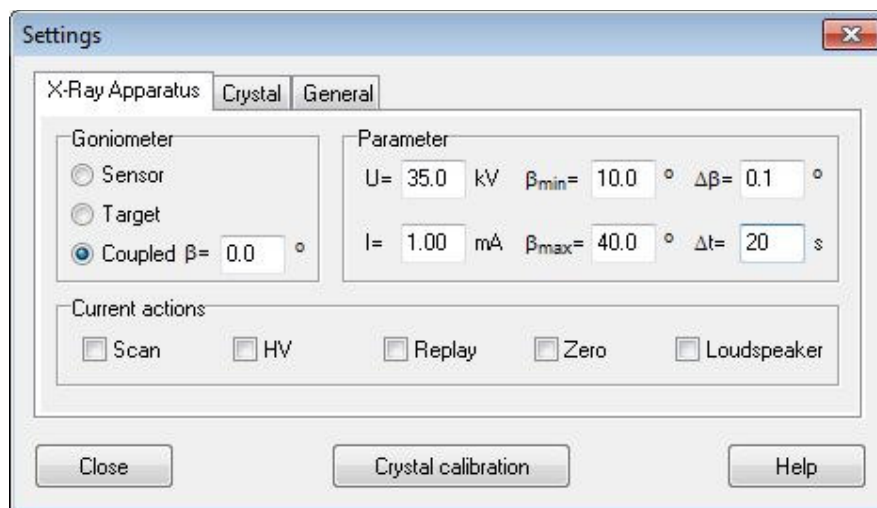 Settings
X-Ray Apparatus Crystal General
Goniometer
Sensor
Target
Coupled β= 0.0 °
Parameter
U= 35.0 kV βmin= 10.0 ° Δβ= 0.1 °
I= 1.00 mA βmax= 40.0 ° Δt= 20 s
Current actions
Scan HV Replay Zero Loudspeaker
Close Crystal calibration Help